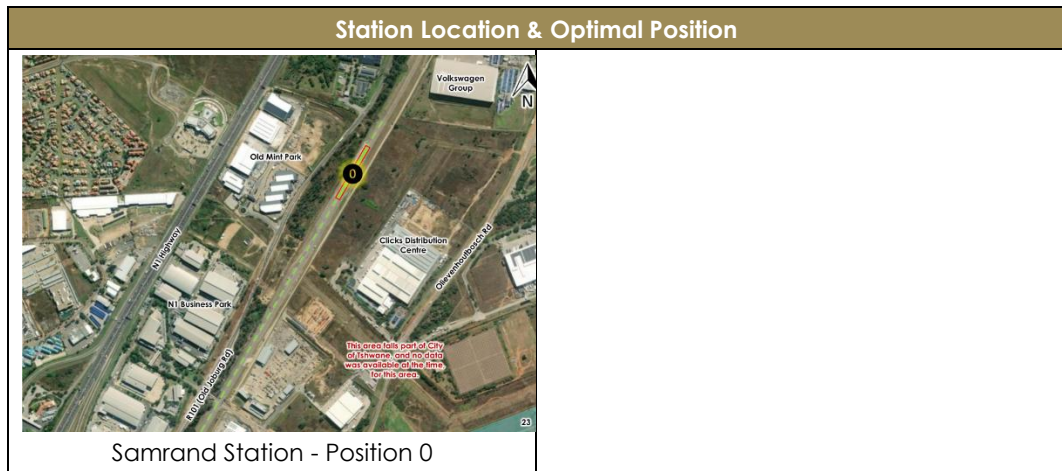 Station Location & Optimal Position
Volkswagen
Group
N
0
Old Mint Park
N1 Highway
Clicks Distribution
Centre
Olievenhoutbosch Rd
N1 Business Park
R101 (Old Joburg Rd)
This area falls part of City
of Tshwane, and no data
was available at the time
for this area.
23
Samrand Station - Position 0